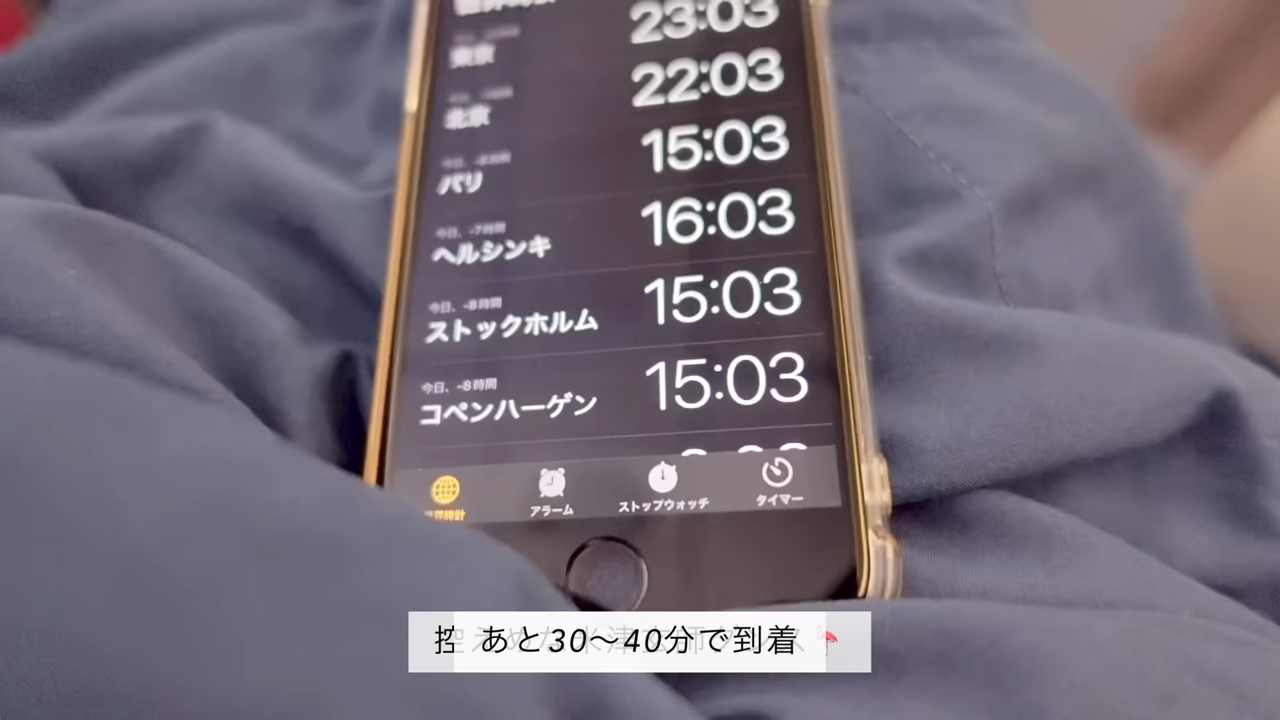 23:03
東京
22:03
北京
15:03
パリ
今日、-7時間
16:03
ヘルシンキ
今日、-8時間
15:03
ストックホルム
今日、-8時間
15:03
コペンハーゲン
世界時計
アラーム
ストップウォッチ
タイマー
あと30〜40分で到着